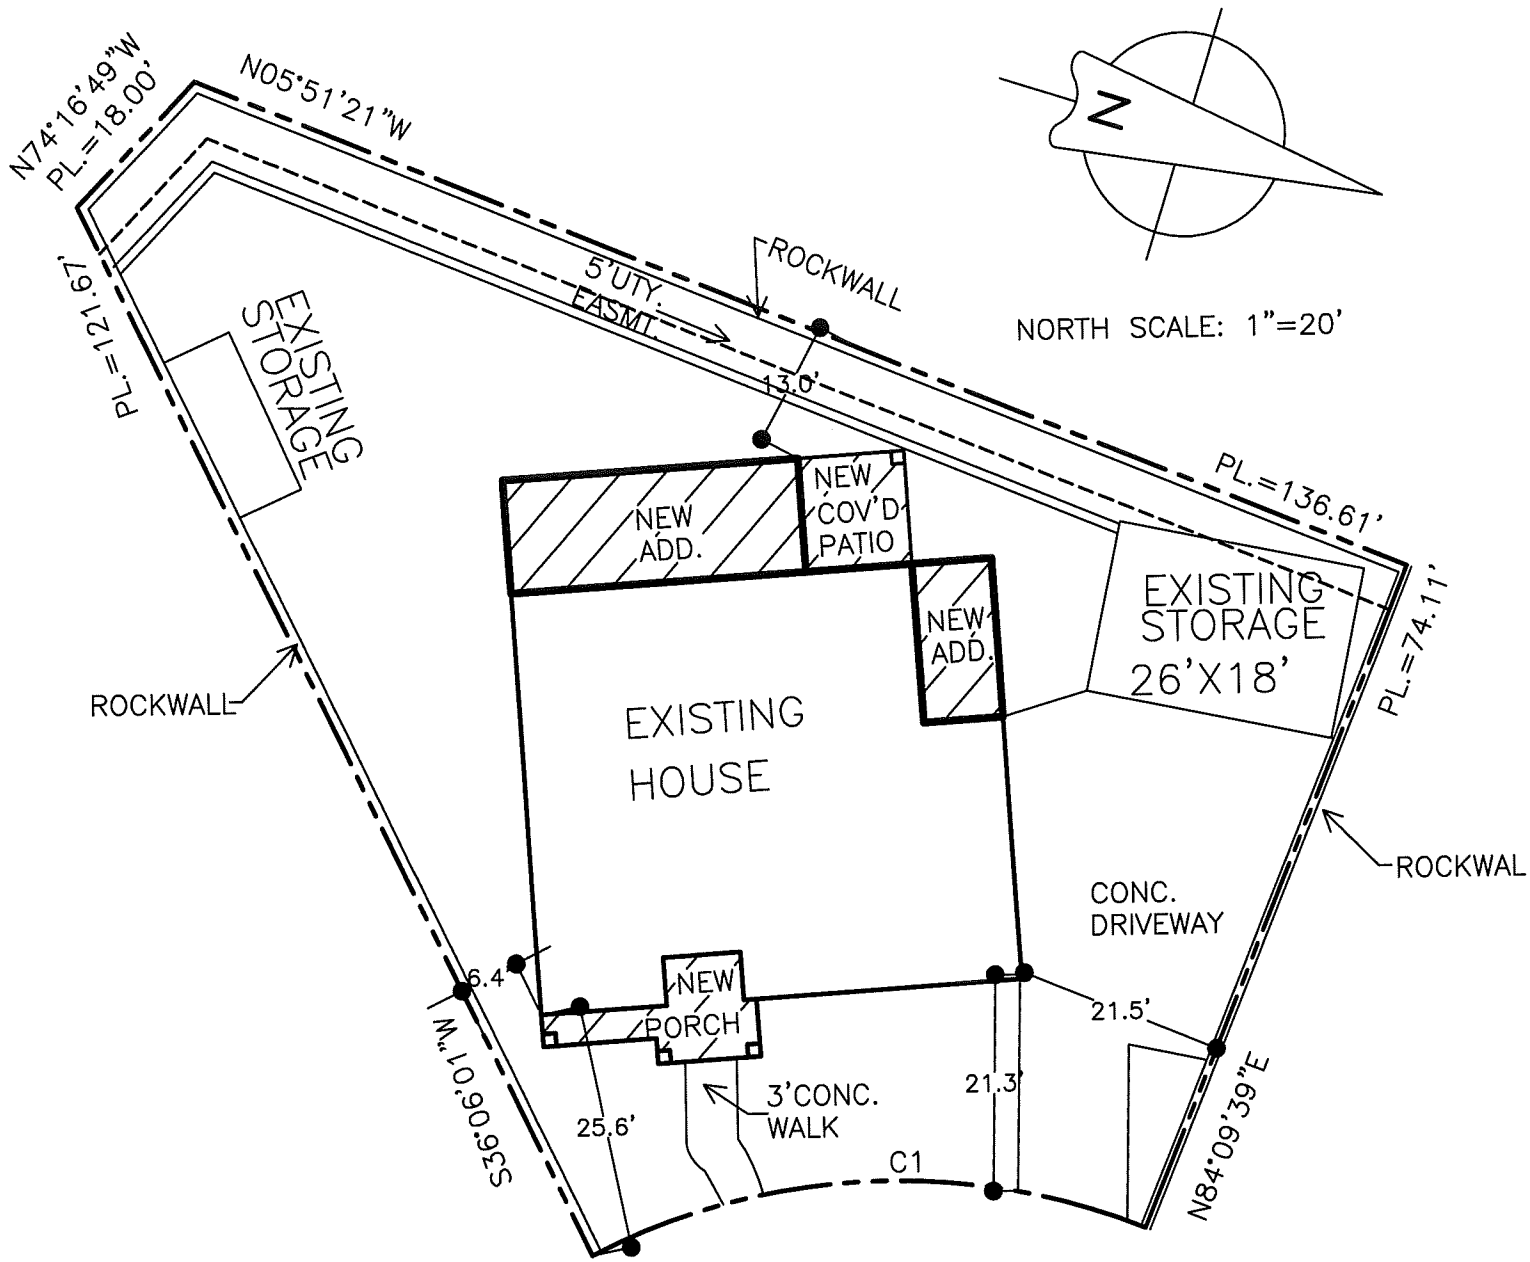 N74°16'49"W
PL.=18.00'
N05°51'21"W
N
NORTH SCALE: 1"=20'
ROCKWALL
5'UTY.
EASMT.
13.0'
PL.=121.67'
EXISTING
STORAGE
PL.=136.61'
NEW
ADD.
NEW
COV'D
PATIO
NEW
ADD.
EXISTING
STORAGE
26'X18'
PL.=74.11'
ROCKWALL
EXISTING
HOUSE
ROCKWAL
CONC.
DRIVEWAY
6.4'
NEW
PORCH
21.5'
S36°06'01"W
25.6'
3'CONC.
WALK
21.3'
C1
N84°09'39"E